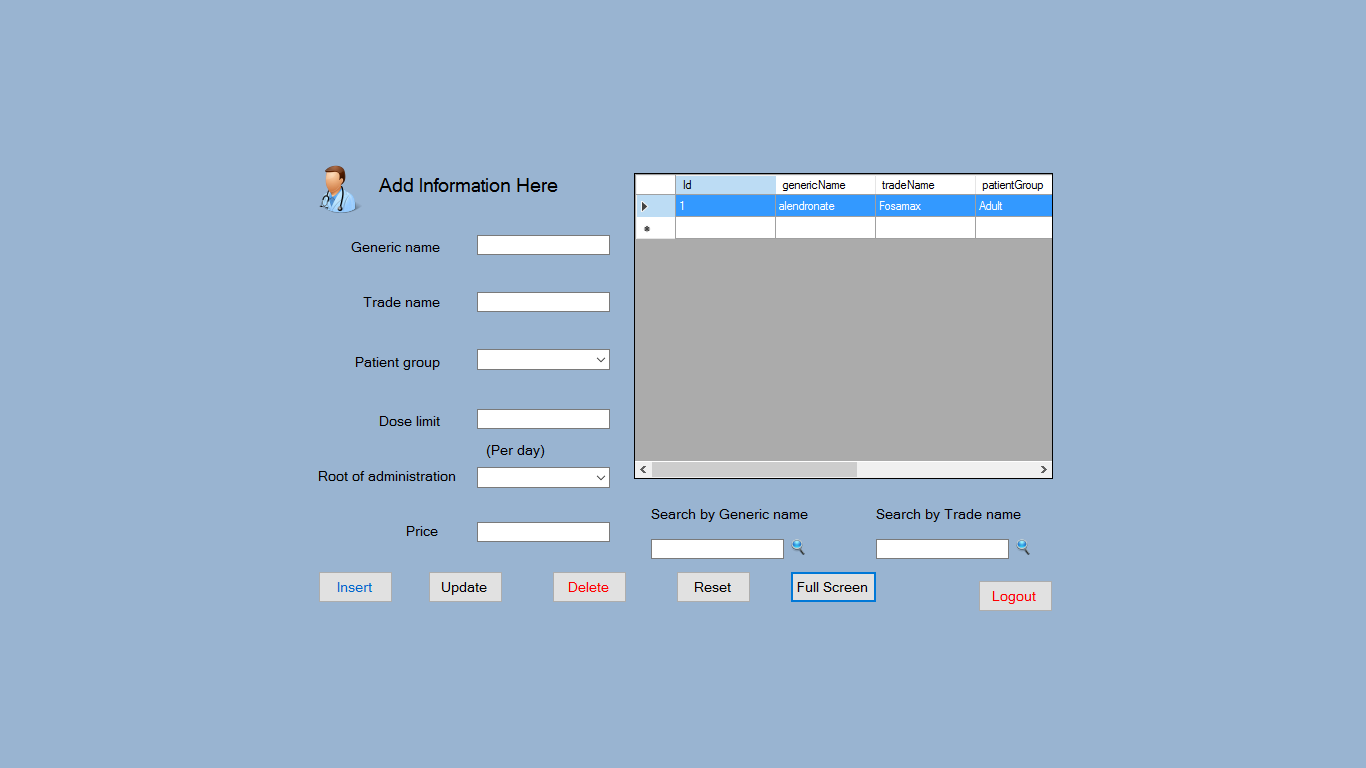 Add Information Here
Generic name
Trade name
Patient group
Dose limit
(Per day)
Root of administration
Price
Id genericName tradeName patientGroup
1 alendronate Fosamax Adult
Search by Generic name
Search by Trade name
Insert
Update
Delete
Reset
Full Screen
Logout